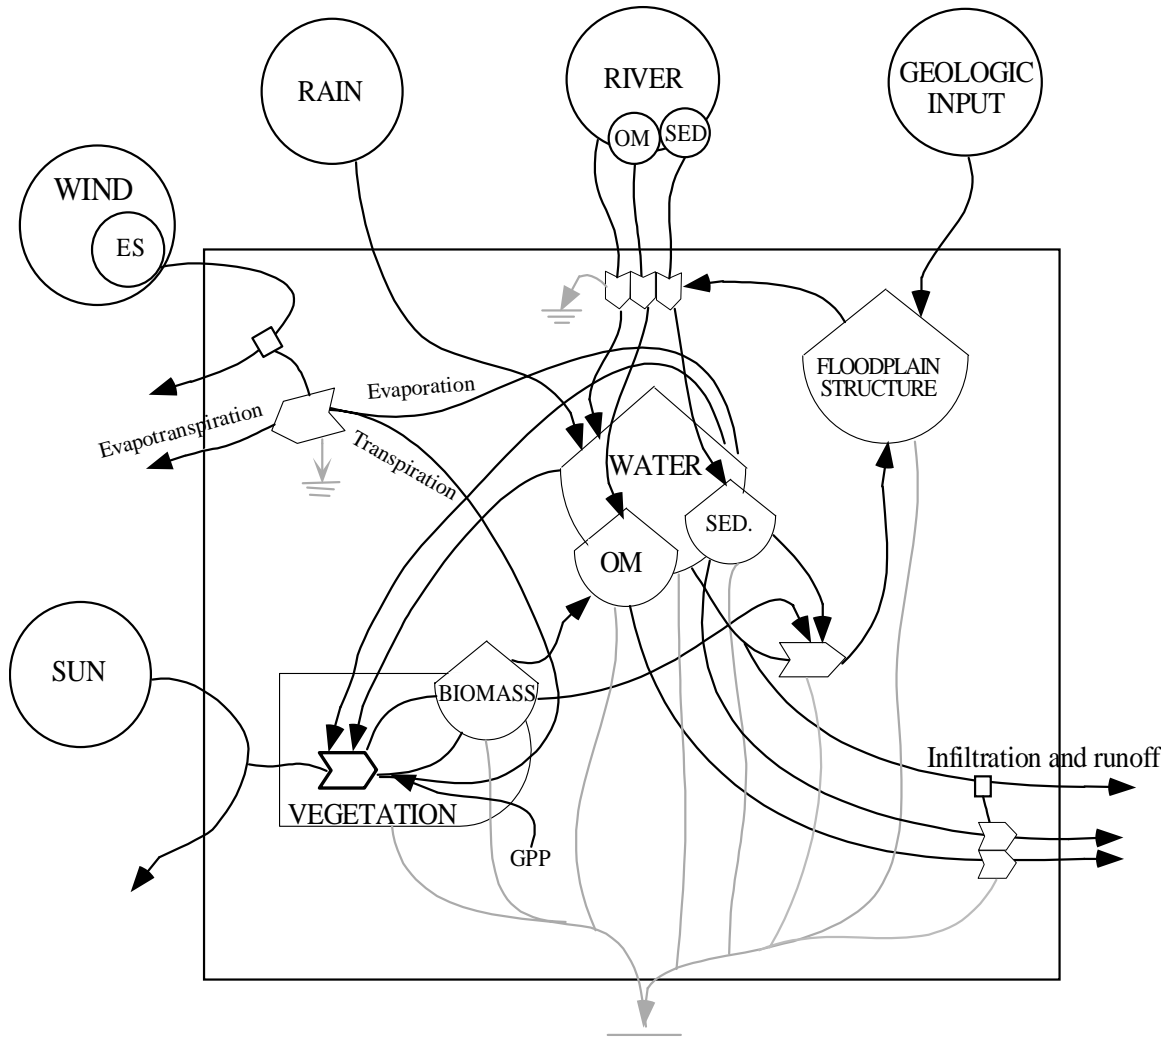 RAIN
RIVER
OM
SED
GEOLOGIC
INPUT
WIND
ES
Evaporation
Evapotranspiration
Transpiration
FLOODPLAIN
STRUCTURE
WATER
SED.
OM
SUN
BIOMASS
VEGETATION
GPP
Infiltration and runoff